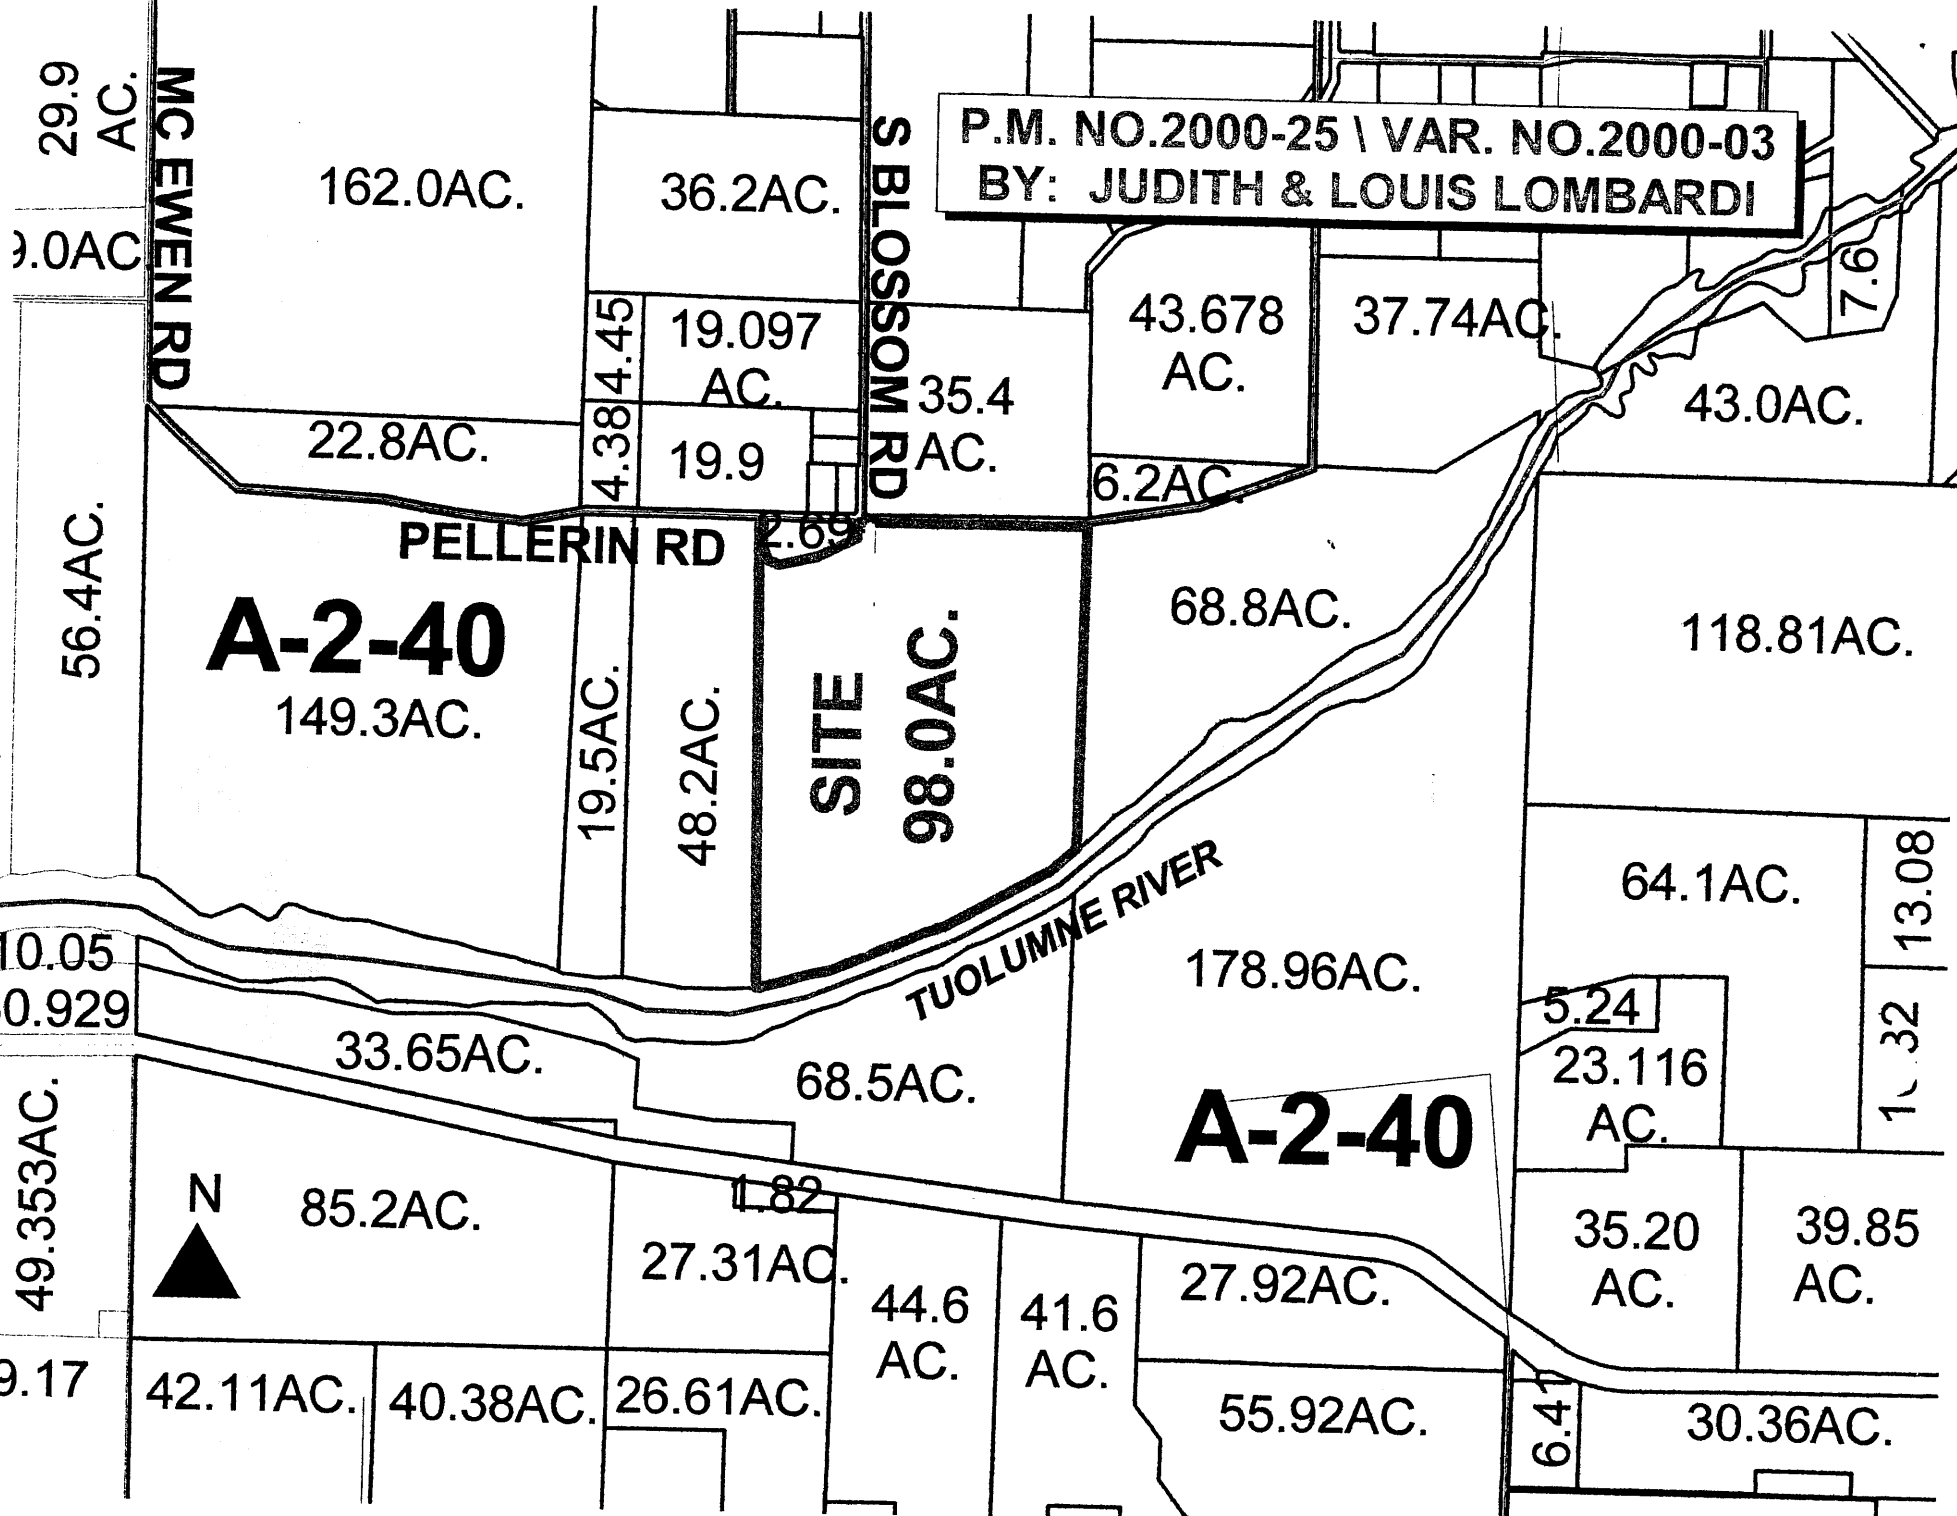 29.9
AC.
MC EWEN RD
162.0AC.
36.2AC.
S BLOSSOM RD
P.M. NO.2000-25 \ VAR. NO.2000-03
BY: JUDITH & LOUIS LOMBARDI
9.0AC
4.45
19.097
AC.
43.678
AC.
37.74AC.
7.6
35.4
AC.
43.0AC.
22.8AC.
4.38
19.9
6.2AC.
PELLERIN RD
2.69
56.4AC.
A-2-40
149.3AC.
19.5AC.
48.2AC.
SITE
98.0AC.
68.8AC.
118.81AC.
TUOLUMNE RIVER
64.1AC.
13.08
10.05
0.929
178.96AC.
5.24
23.116
AC.
32
33.65AC.
68.5AC.
A-2-40
49.353AC.
N
85.2AC.
1.82
27.31AC.
44.6
AC.
41.6
AC.
27.92AC.
35.20
AC.
39.85
AC.
9.17
42.11AC.
40.38AC.
26.61AC.
55.92AC.
6.41
30.36AC.